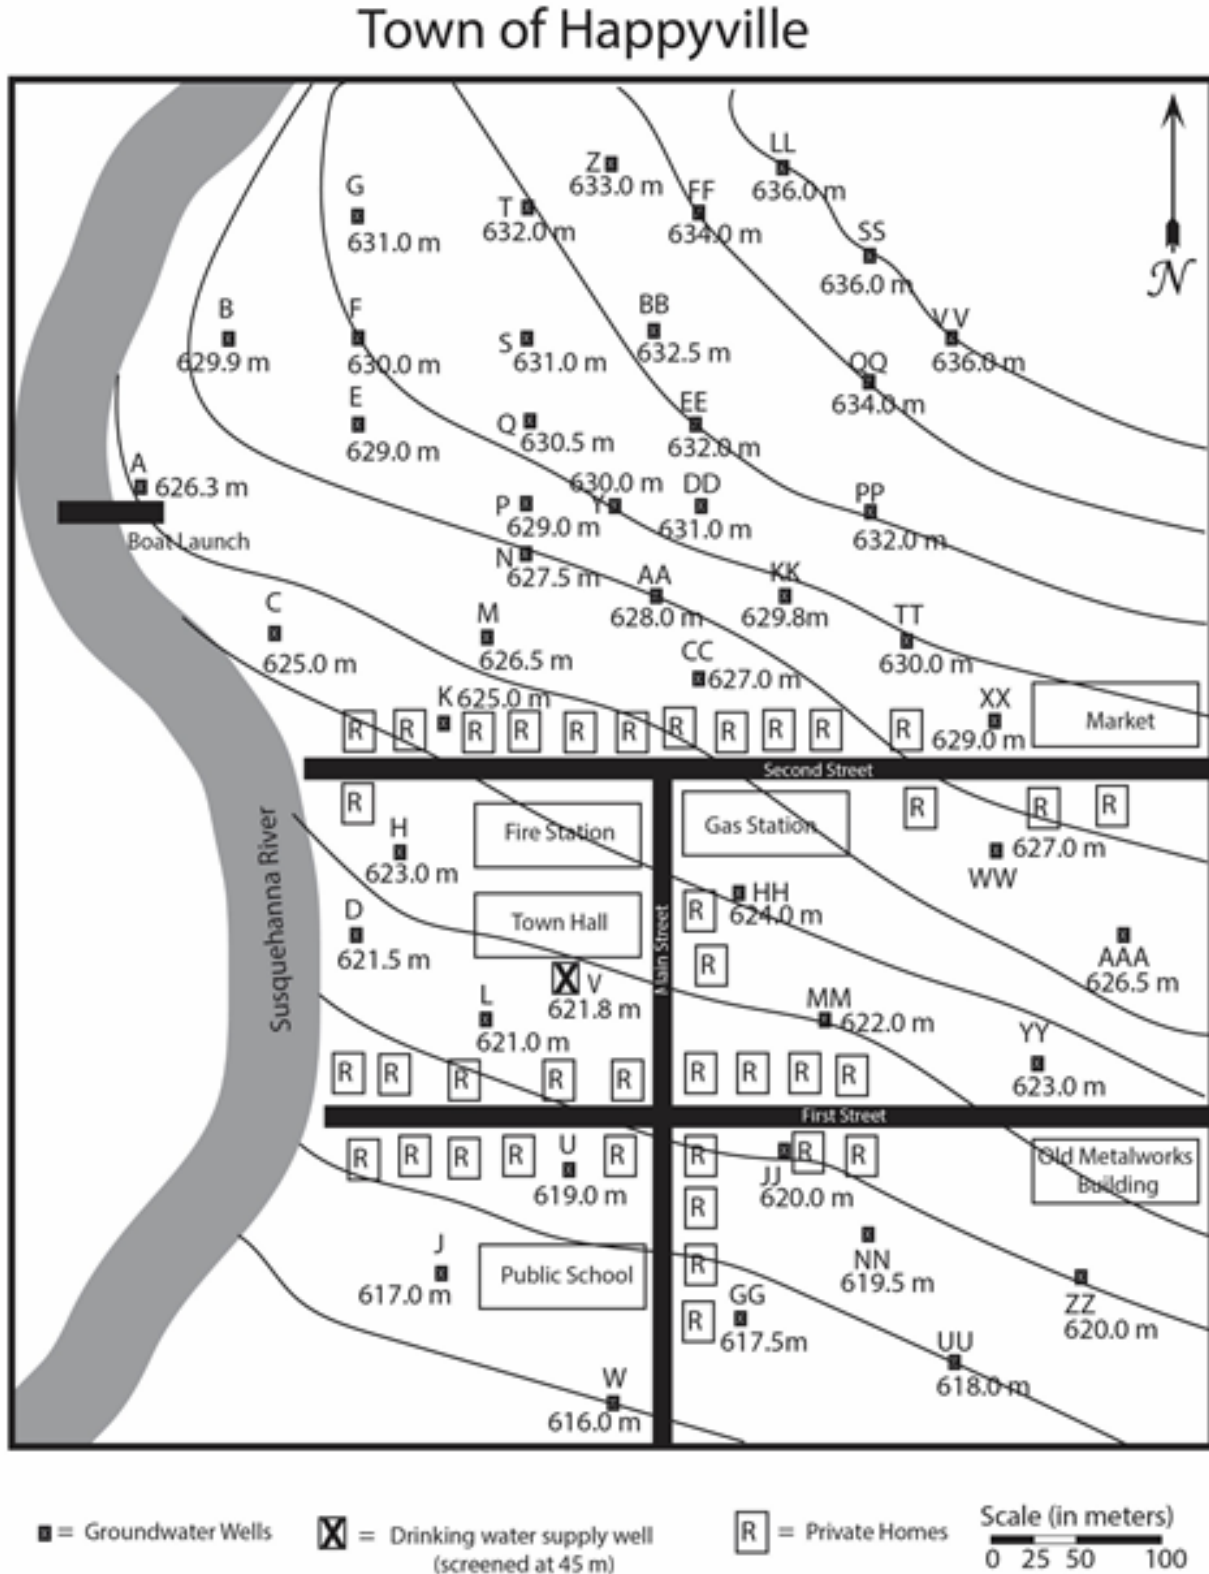 Town of Happyville
LL
636.0 m
Z
633.0 m
FF
634.0 m
G
631.0 m
T
632.0 m
SS
636.0 m
N
B
629.9 m
F
630.0 m
S
631.0 m
BB
632.5 m
VV
636.0 m
QQ
634.0 m
E
629.0 m
Q
630.5 m
EE
632.0 m
A
626.3 m
P
629.0 m
630.0 m
Y
DD
631.0 m
PP
632.0 m
Boat Launch
N
627.5 m
AA
628.0 m
KK
629.8m
TT
630.0 m
C
625.0 m
M
626.5 m
CC
627.0 m
K
625.0 m
XX
629.0 m
Market
R R R R R R R R R R R
Second Street
R
Fire Station
Gas Station
R R R
H
623.0 m
627.0 m
WW
Susquehanna River
D
621.5 m
Town Hall
Main Street
R
HH
624.0 m
R
AAA
626.5 m
V
621.8 m
L
621.0 m
MM
622.0 m
YY
623.0 m
R R R R R R R R R
First Street
R R R R R R R R
U
619.0 m
JJ
620.0 m
Old Metalworks
Building
R
J
617.0 m
Public School
R
NN
619.5 m
ZZ
620.0 m
R
GG
617.5m
UU
618.0 m
W
616.0 m
= Groundwater Wells
X = Drinking water supply well
(screened at 45 m)
R = Private Homes
Scale (in meters)
0 25 50 100